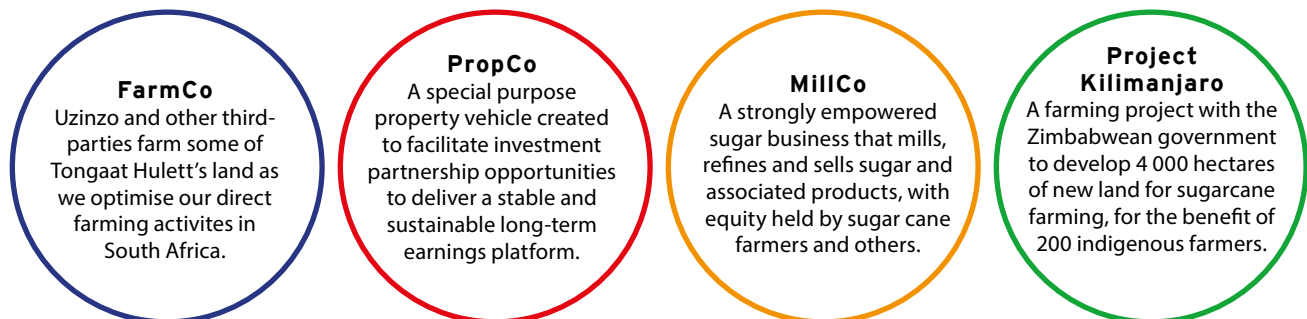 FarmCo
Uzinzo and other third-
parties farm some of
Tongaat Hulett’s land as
we optimise our direct
farming activites in
South Africa.
PropCo
A special purpose
property vehicle created
to facilitate investment
partnership opportunities
to deliver a stable and
sustainable long-term
earnings platform.
MillCo
A strongly empowered
sugar business that mills,
refines and sells sugar and
associated products, with
equity held by sugar cane
farmers and others.
Project
Kilimanjaro
A farming project with the
Zimbabwean government
to develop 4 000 hectares
of new land for sugarcane
farming, for the benefit of
200 indigenous farmers.